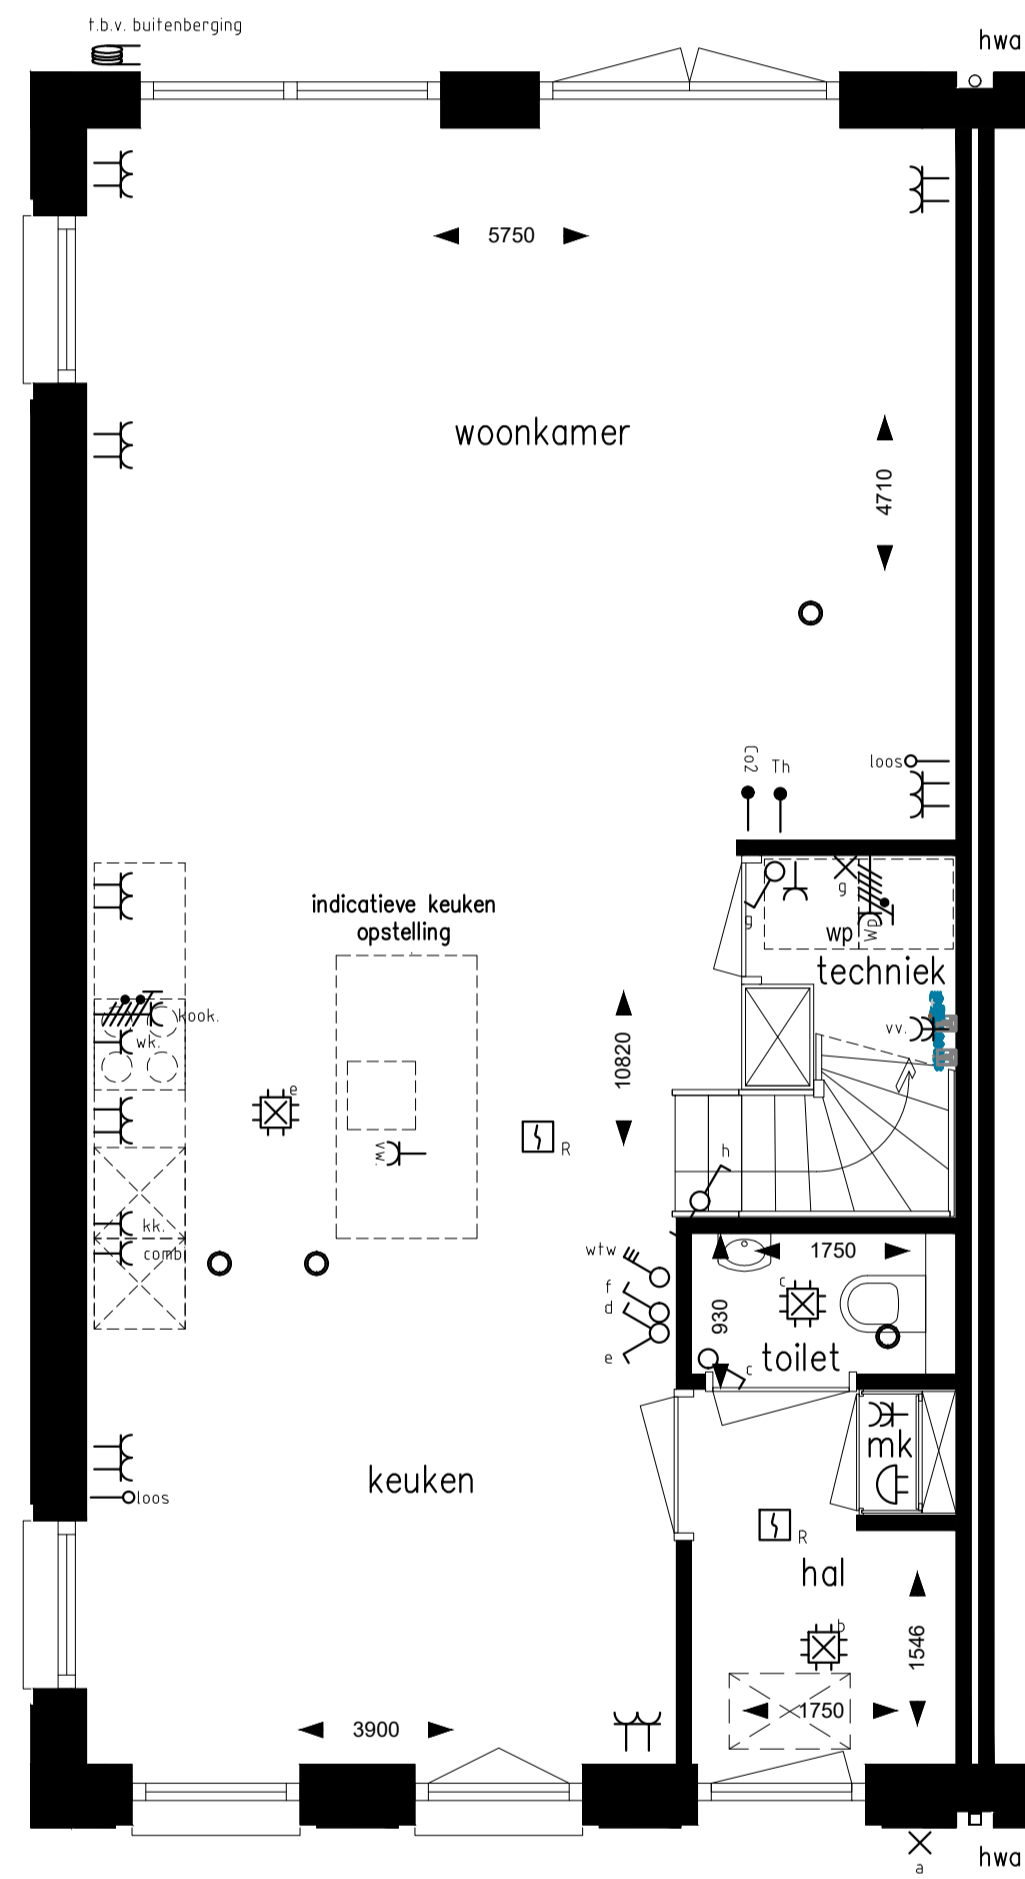 t.b.v. buitenberging
hwa
5750
woonkamer
4710
loos
Co2
Th
g
g
wp
Wp
techniek
indicatieve keuken
opstelling
kook.
wk.
vv.
10820
e
R
vw.
h
kk.
combi
wtw
f
d
e
1750
c
930
toilet
c
mk
keuken
loos
R
hal
b
1546
1750
3900
a
hwa